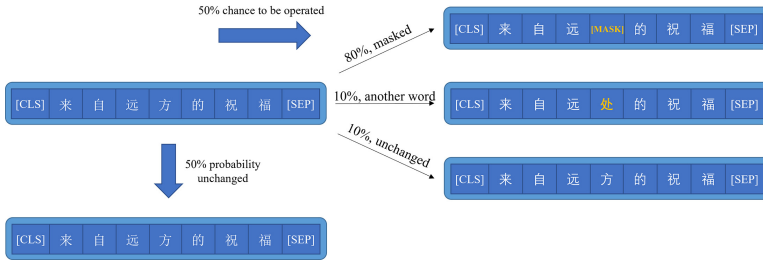 50% chance to be operated
80%, masked
[CLS] 来 自 远 [MASK] 的 祝 福 [SEP]
[CLS] 来 自 远 方 的 祝 福 [SEP]
10%, another word
[CLS] 来 自 远 处 的 祝 福 [SEP]
10%, unchanged
[CLS] 来 自 远 方 的 祝 福 [SEP]
50% probability
unchanged
[CLS] 来 自 远 方 的 祝 福 [SEP]